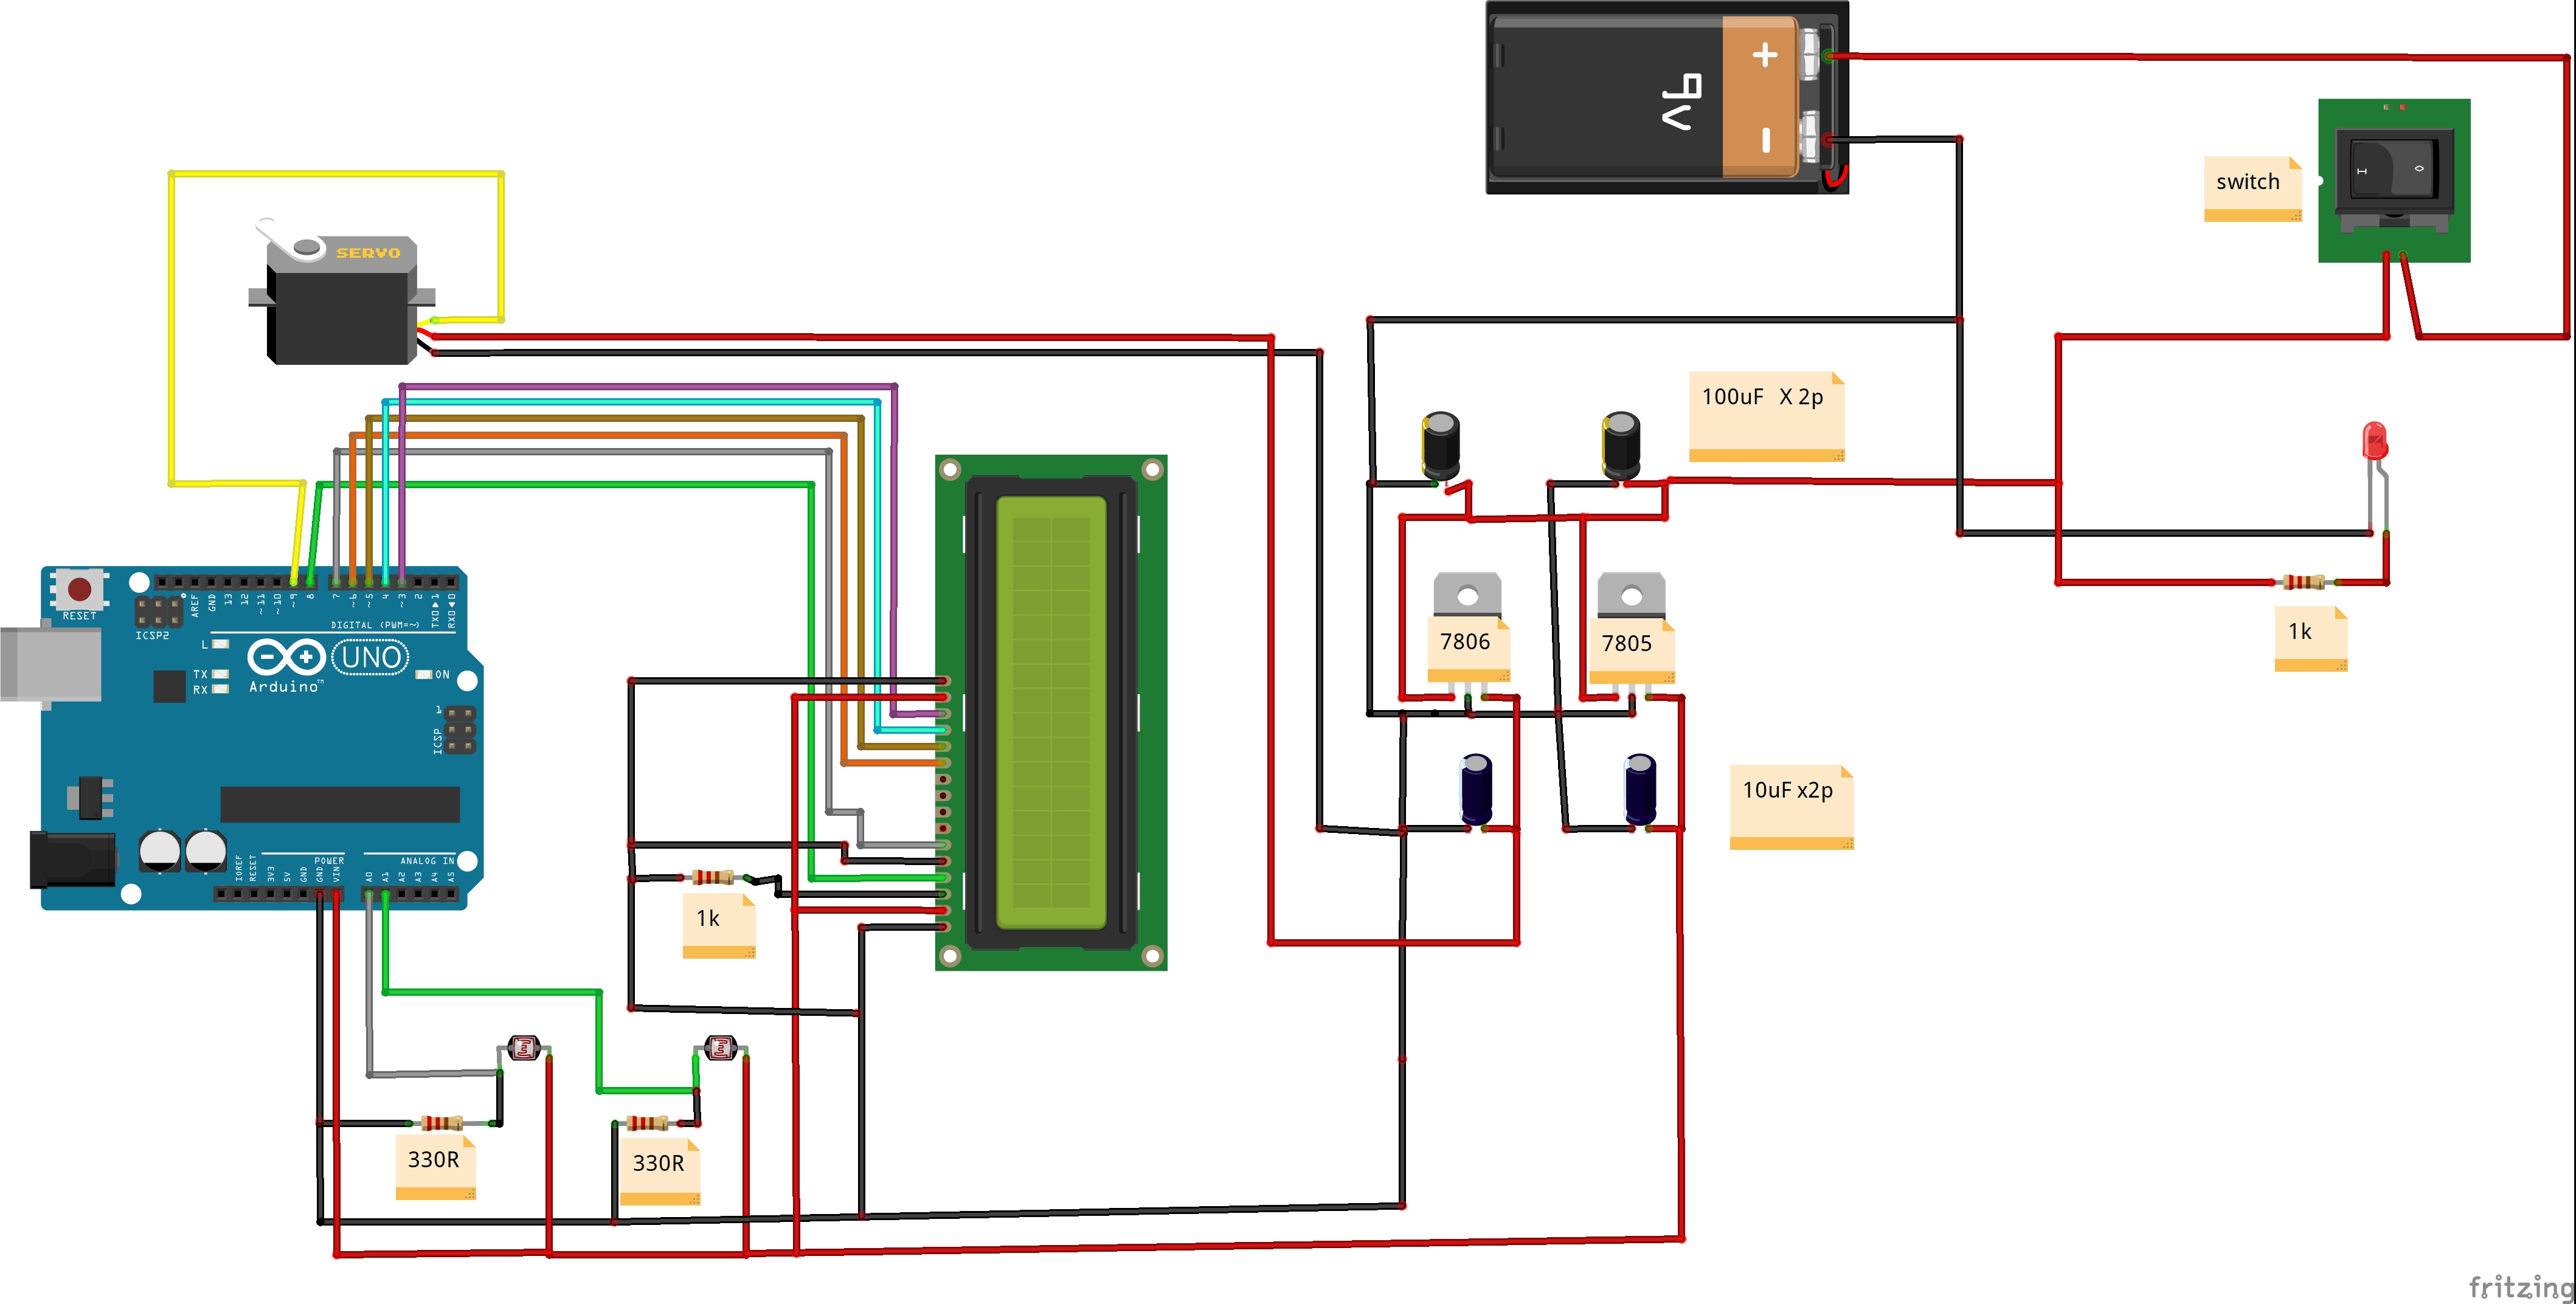 +
9v
–
switch
I
O
SERVO
100uF X 2p
7806
7805
1k
10uF x2p
RESET
ICSP2
AREF
GND
13
12
~11
~10
~9
8
7
~6
~5
4
~3
2
TX0▶1
RX0◀0
DIGITAL (PWM=~)
L
TX
RX
Arduino™
UNO
ON
1
ICSP
POWER
ANALOG IN
IOREF
RESET
3V3
5V
GND
GND
VIN
A0
A1
A2
A3
A4
A5
1k
330R
330R
fritzing